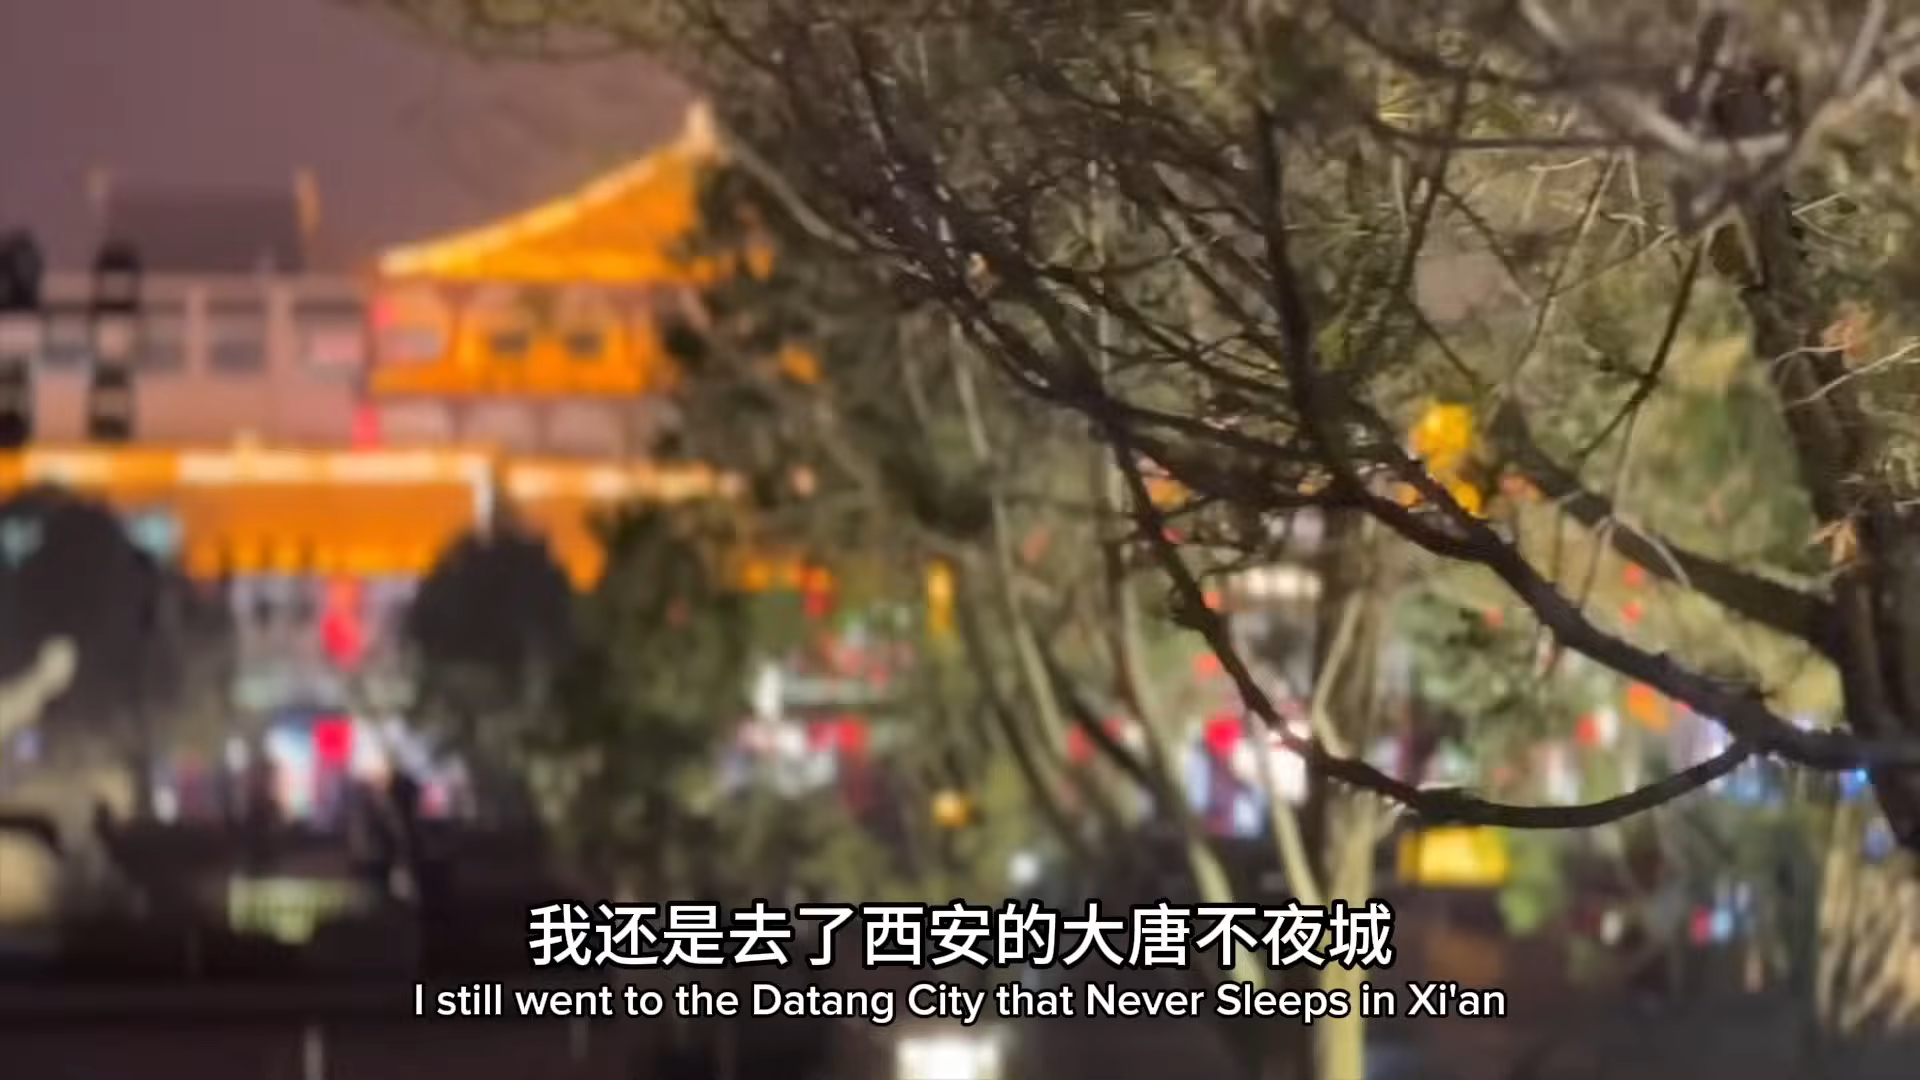 我还是去了西安的大唐不夜城
I still went to the Datang City that Never Sleeps in Xi'an